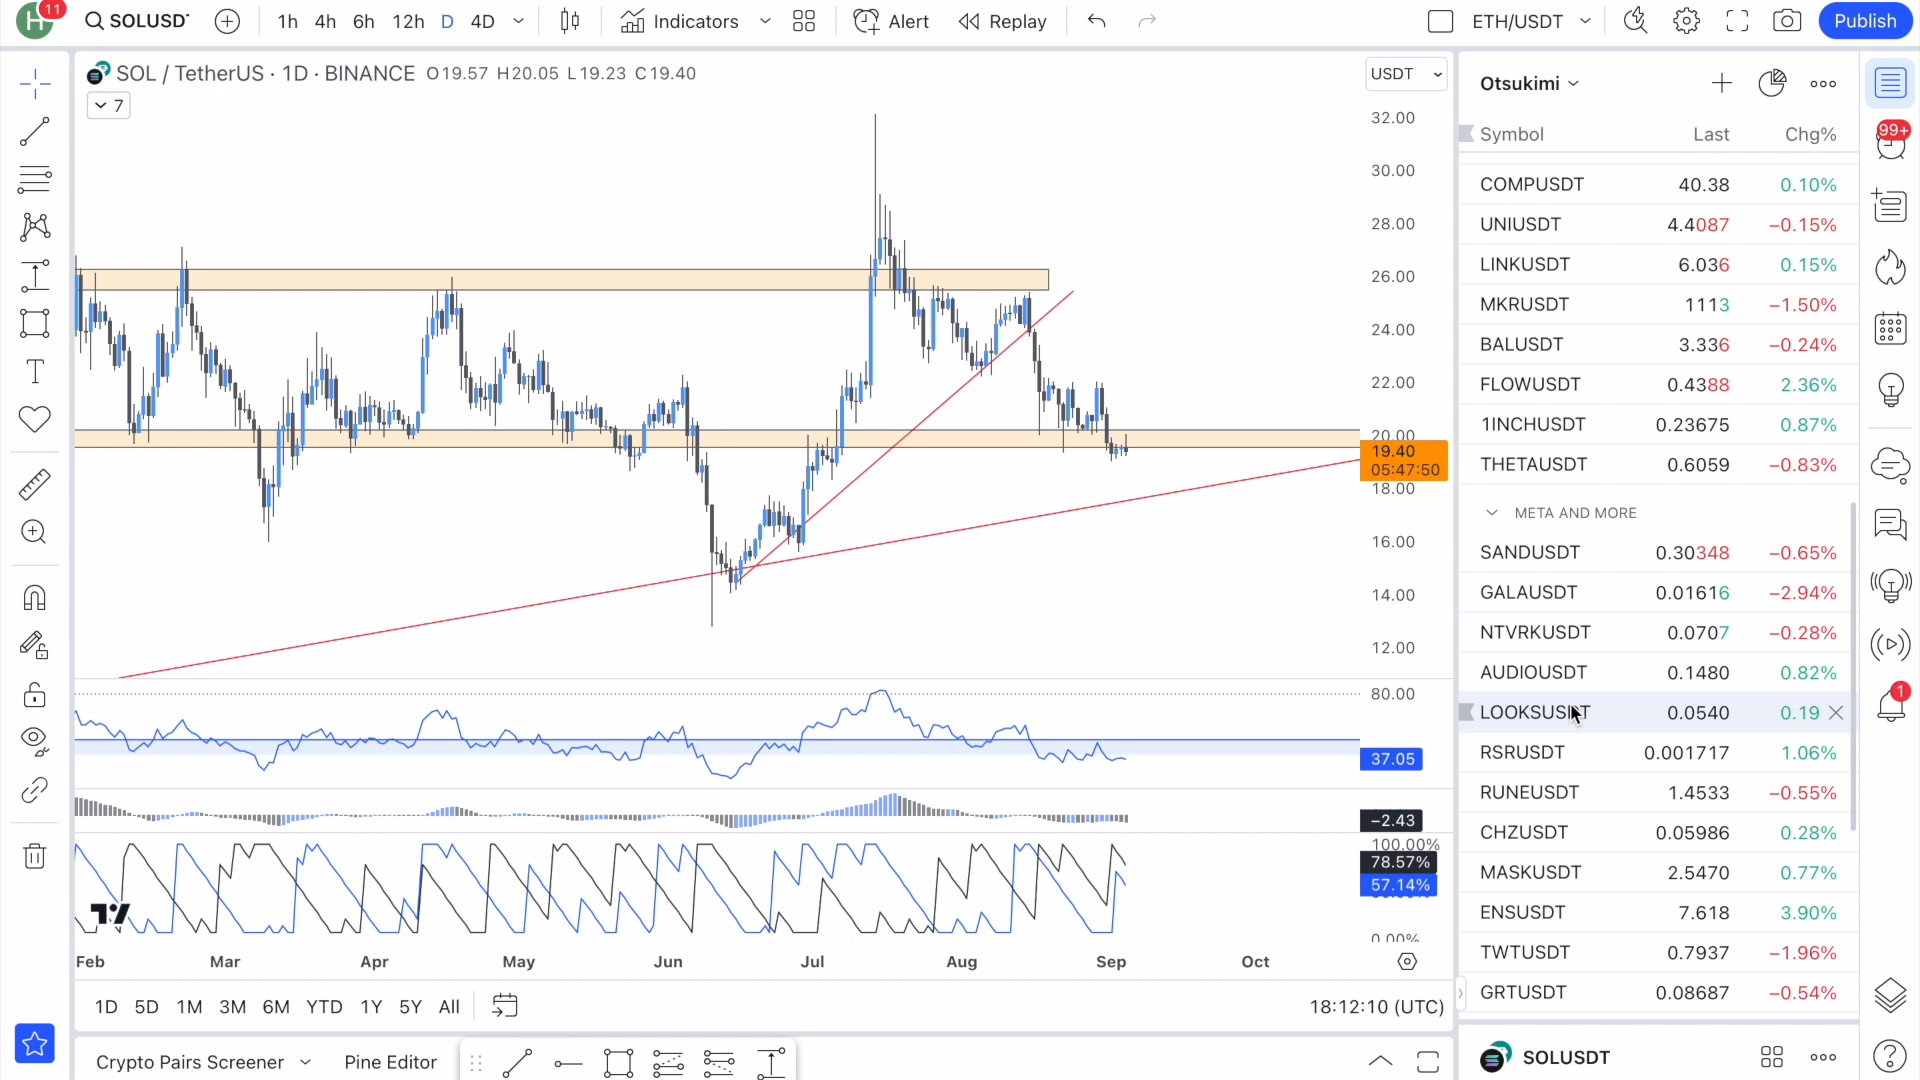 H 11 SOLUSDT 1h 4h 6h 12h D 4D Indicators Alert Replay ETH/USDT Publish
SOL / TetherUS · 1D · BINANCE O19.57 H20.05 L19.23 C19.40
7
USDT
32.00
30.00
28.00
26.00
24.00
22.00
20.00
19.40
05:47:50
18.00
16.00
14.00
12.00
80.00
37.05
−2.43
100.00%
78.57%
57.14%
0.00%
Feb Mar Apr May Jun Jul Aug Sep Oct
1D 5D 1M 3M 6M YTD 1Y 5Y All 18:12:10 (UTC)
Crypto Pairs Screener Pine Editor
Otsukimi
Symbol Last Chg%
COMPUSDT 40.38 0.10%
UNIUSDT 4.4087 −0.15%
LINKUSDT 6.036 0.15%
MKRUSDT 1113 −1.50%
BALUSDT 3.336 −0.24%
FLOWUSDT 0.4388 2.36%
1INCHUSDT 0.23675 0.87%
THETAUSDT 0.6059 −0.83%
META AND MORE
SANDUSDT 0.30348 −0.65%
GALAUSDT 0.01616 −2.94%
NTVRKUSDT 0.0707 −0.28%
AUDIOUSDT 0.1480 0.82%
LOOKSUSDT 0.0540 0.19
RSRUSDT 0.001717 1.06%
RUNEUSDT 1.4533 −0.55%
CHZUSDT 0.05986 0.28%
MASKUSDT 2.5470 0.77%
ENSUSDT 7.618 3.90%
TWTUSDT 0.7937 −1.96%
GRTUSDT 0.08687 −0.54%
SOLUSDT
99+
1